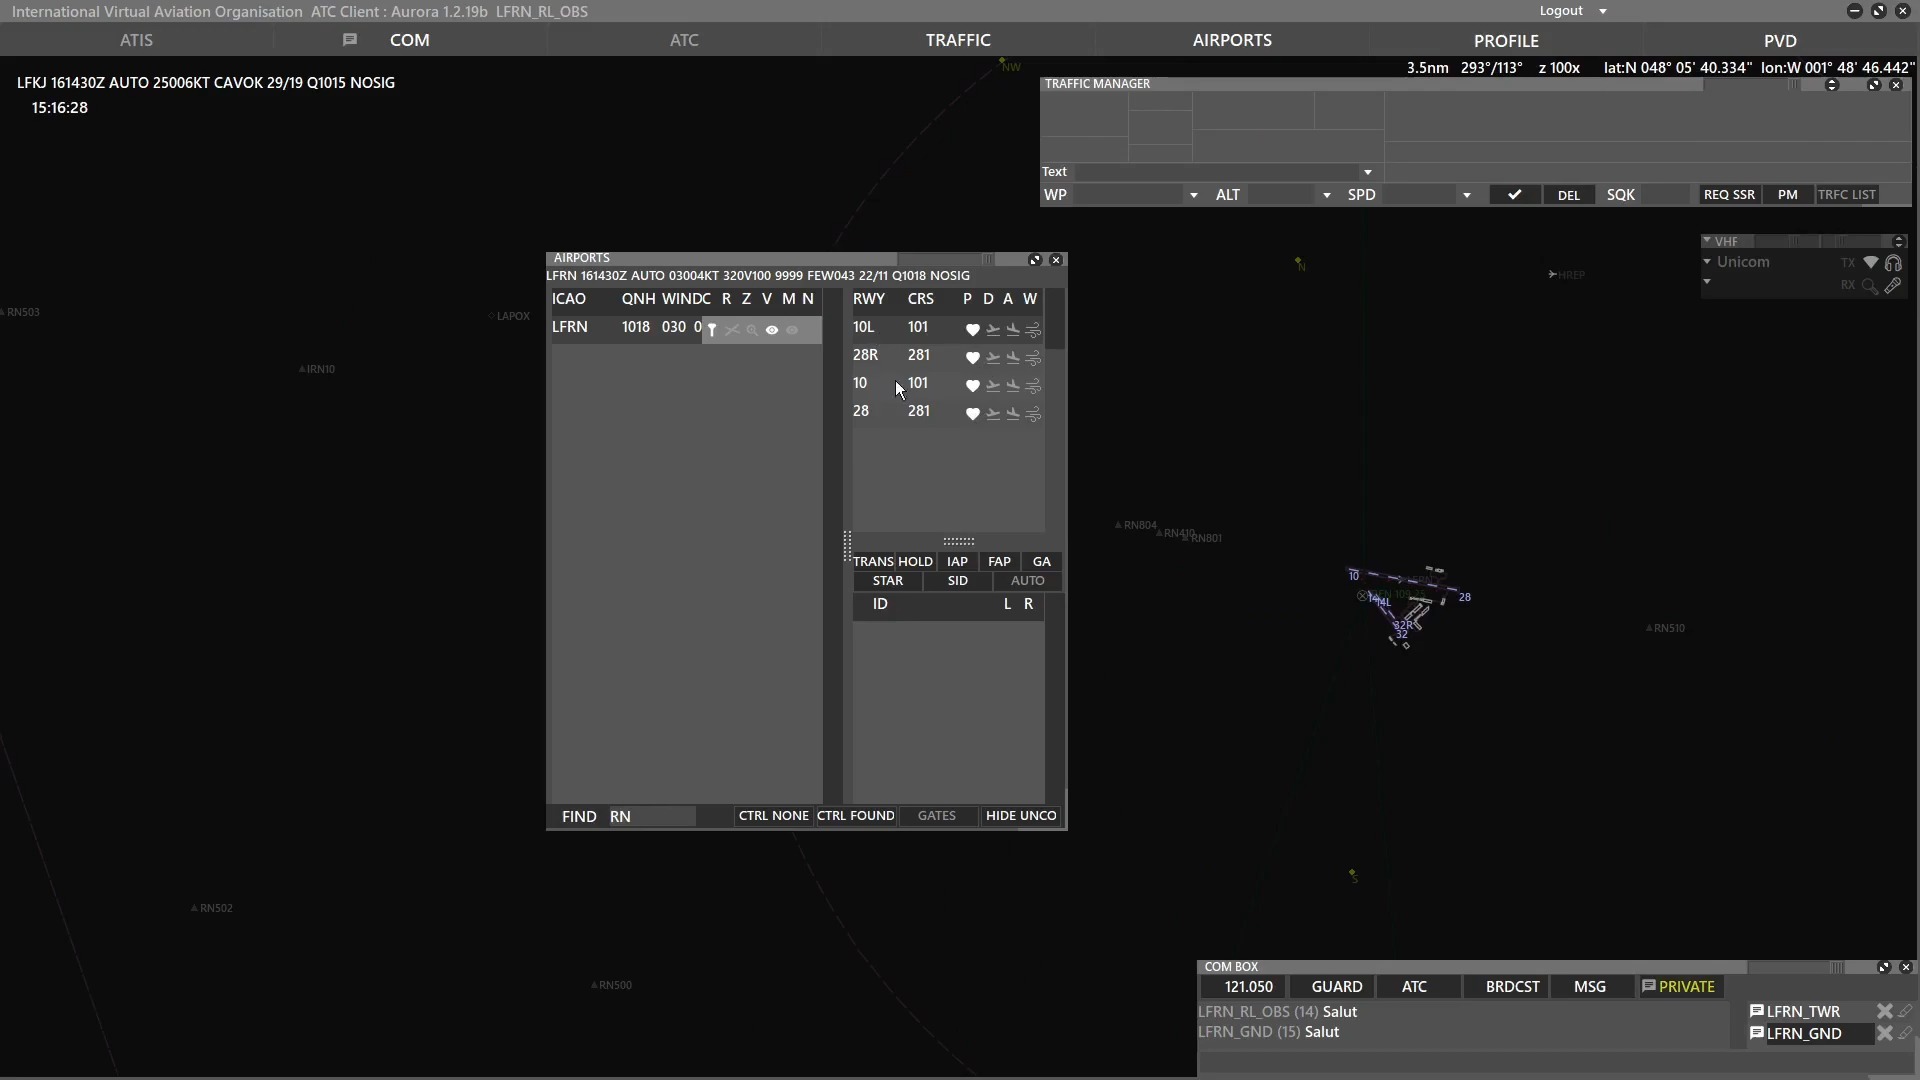 International Virtual Aviation Organisation ATC Client : Aurora 1.2.19b LFRN_RL_OBS
Logout
ATIS COM ATC TRAFFIC AIRPORTS PROFILE PVD
3.5nm 293°/113° z 100x lat:N 048° 05' 40.334" lon:W 001° 48' 46.442"
LFKJ 161430Z AUTO 25006KT CAVOK 29/19 Q1015 NOSIG
15:16:28
NW
TRAFFIC MANAGER
Text
WP ALT SPD DEL SQK REQ SSR PM TRFC LIST
VHF
Unicom TX
RX
N
HREP
AIRPORTS
LFRN 161430Z AUTO 03004KT 320V100 9999 FEW043 22/11 Q1018 NOSIG
ICAO QNH WINDC R Z V M N
LFRN 1018 030 0
RWY CRS P D A W
10L 101
28R 281
10 101
28 281
TRANS HOLD IAP FAP GA
STAR SID AUTO
ID L R
FIND RN CTRL NONE CTRL FOUND GATES HIDE UNCO
RN503
LAPOX
IRN10
RN804
RN410
RN801
10
28
14L
32R
32
RN510
S
RN502
RN500
COM BOX
121.050 GUARD ATC BRDCST MSG PRIVATE
LFRN_RL_OBS (14) Salut
LFRN_GND (15) Salut
LFRN_TWR
LFRN_GND